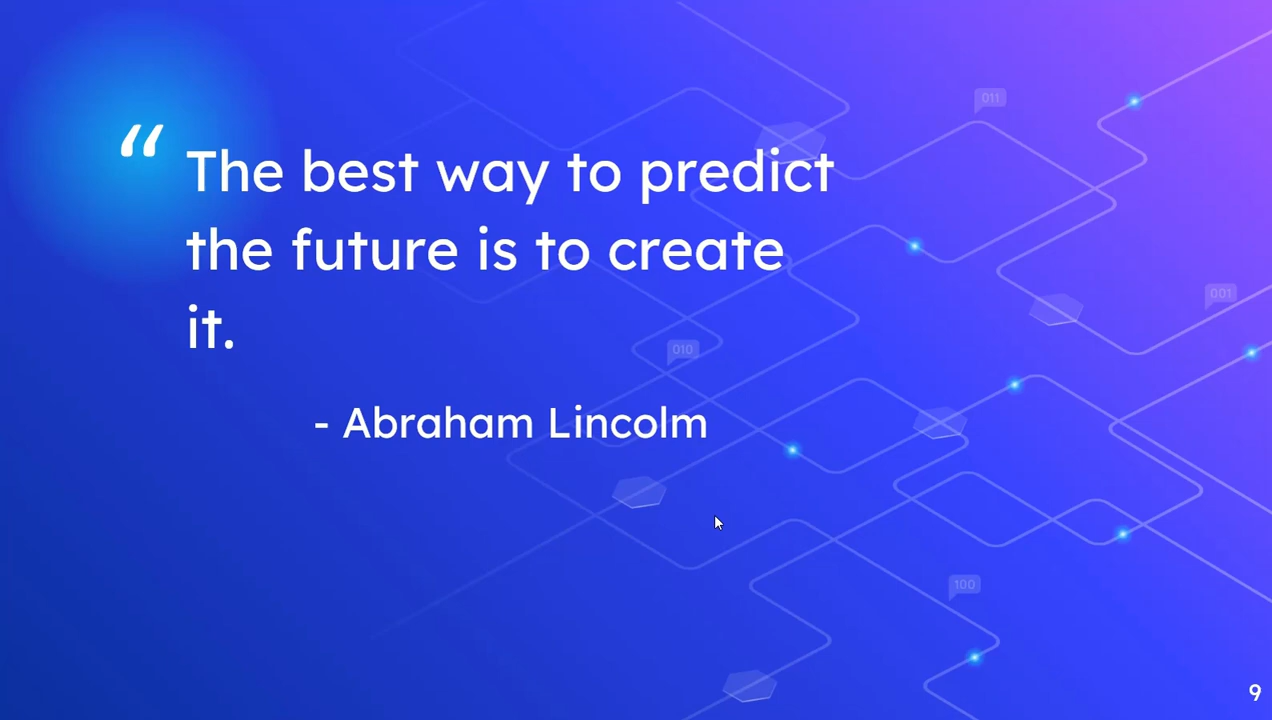 “ The best way to predict
the future is to create
it.
- Abraham Lincolm
011
001
010
100
9